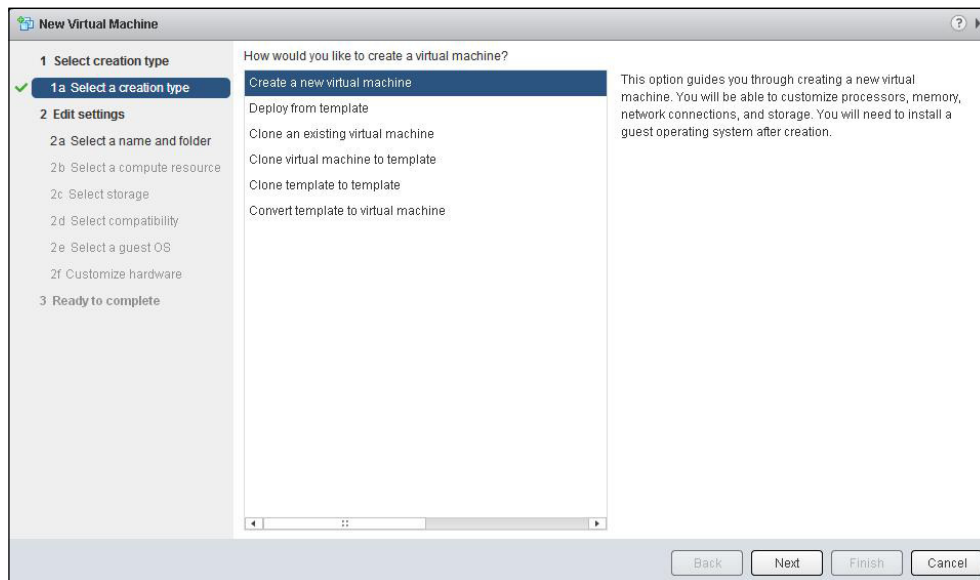 New Virtual Machine
?
1 Select creation type
1a Select a creation type
2 Edit settings
2a Select a name and folder
2b Select a compute resource
2c Select storage
2d Select compatibility
2e Select a guest OS
2f Customize hardware
3 Ready to complete
How would you like to create a virtual machine?
Create a new virtual machine
Deploy from template
Clone an existing virtual machine
Clone virtual machine to template
Clone template to template
Convert template to virtual machine
This option guides you through creating a new virtual
machine. You will be able to customize processors, memory,
network connections, and storage. You will need to install a
guest operating system after creation.
Back
Next
Finish
Cancel